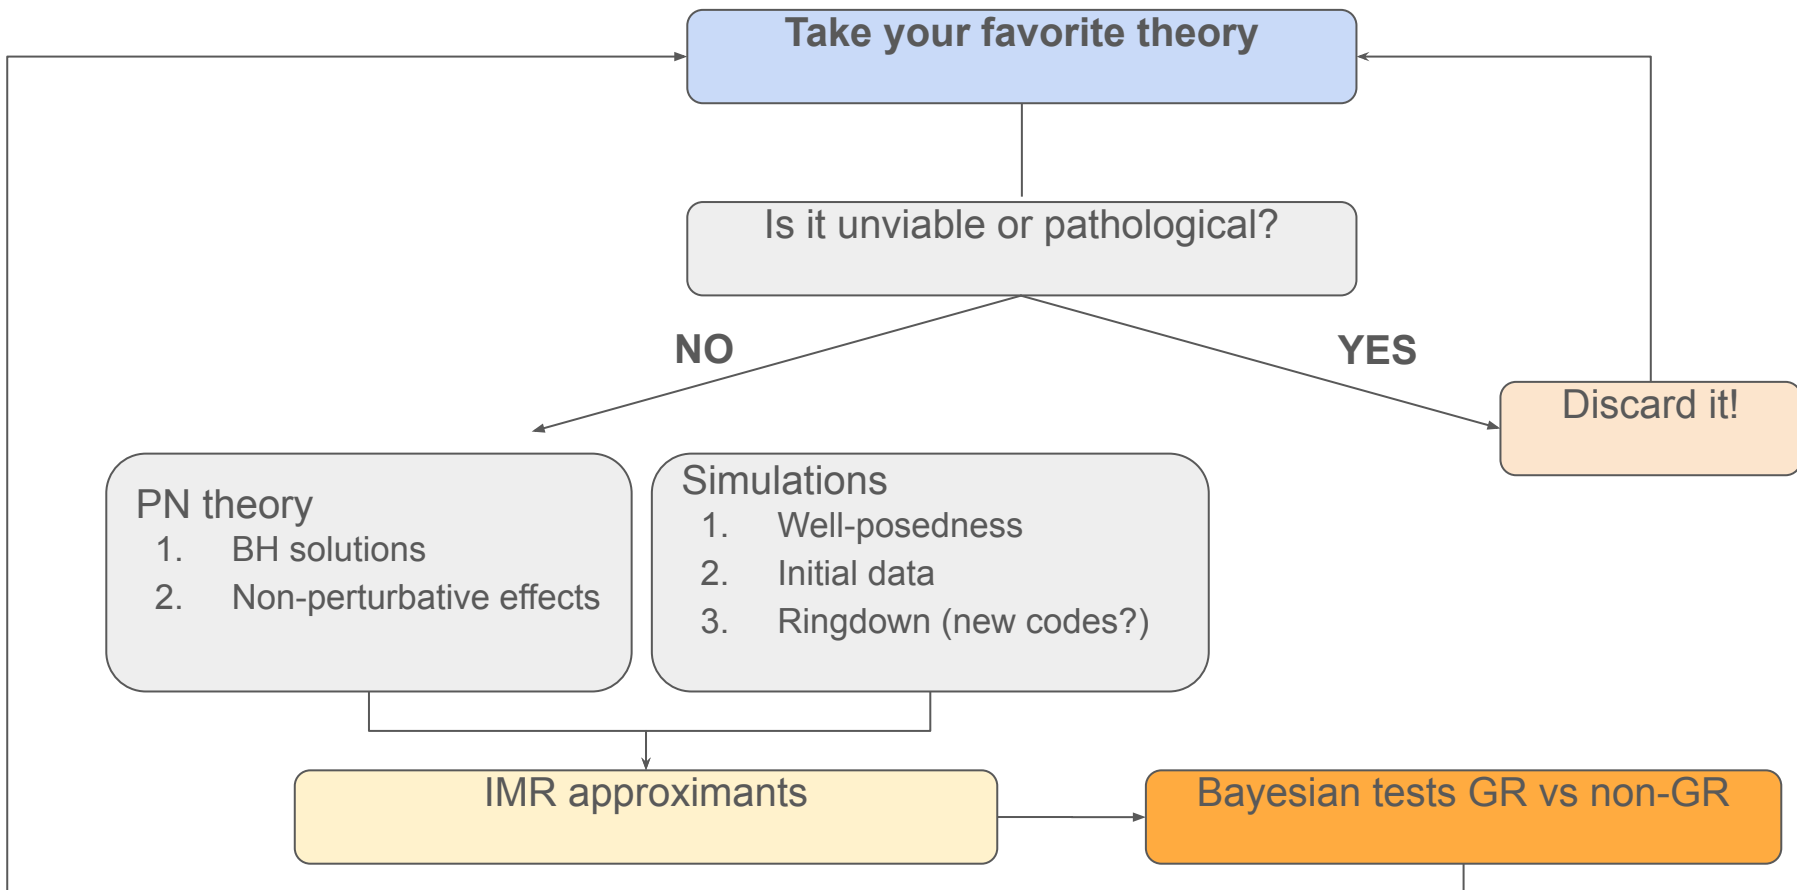 Take your favorite theory
Is it unviable or pathological?
NO
YES
Discard it!
PN theory
1. BH solutions
2. Non-perturbative effects
Simulations
1. Well-posedness
2. Initial data
3. Ringdown (new codes?)
IMR approximants
Bayesian tests GR vs non-GR